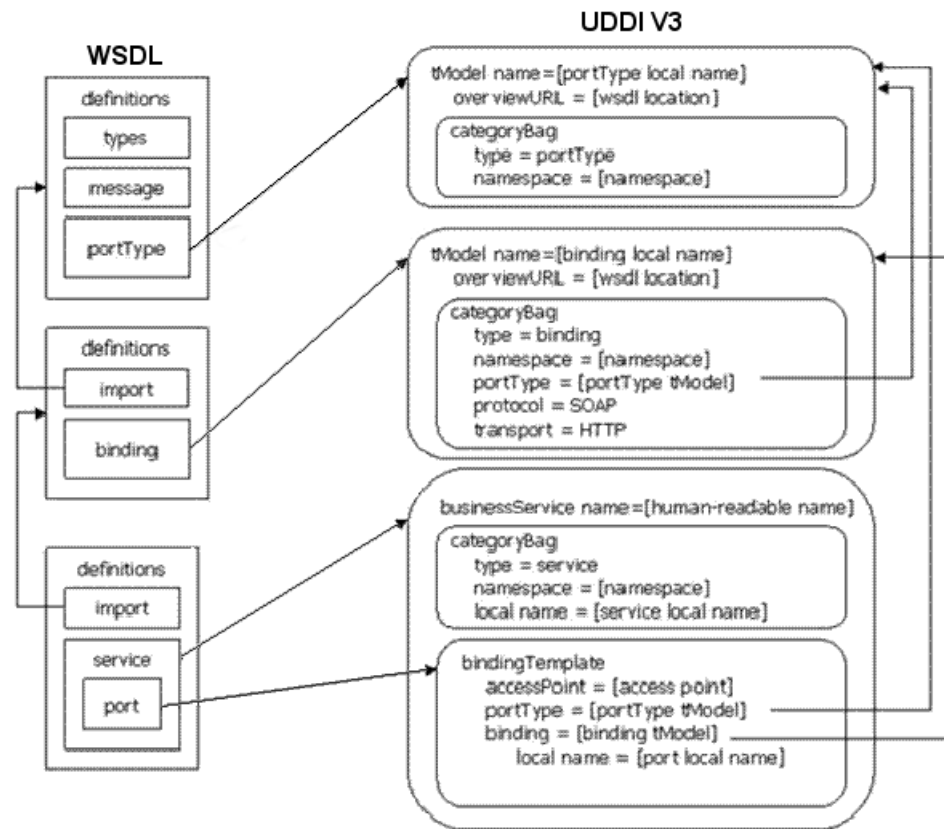 WSDL
definitions
types
message
portType
definitions
import
binding
definitions
import
service
port
UDDI V3
tModel name=[portType local name]
overviewURL = [wsdl location]
categoryBag
type = portType
namespace = [namespace]
tModel name=[binding local name]
overviewURL = [wsdl location]
categoryBag
type = binding
namespace = [namespace]
portType = [portType tModel]
protocol = SOAP
transport = HTTP
businessService name=[human-readable name]
categoryBag
type = service
namespace = [namespace]
local name = [service local name]
bindingTemplate
accessPoint = [access point]
portType = [portType tModel]
binding = [binding tModel]
local name = [port local name]